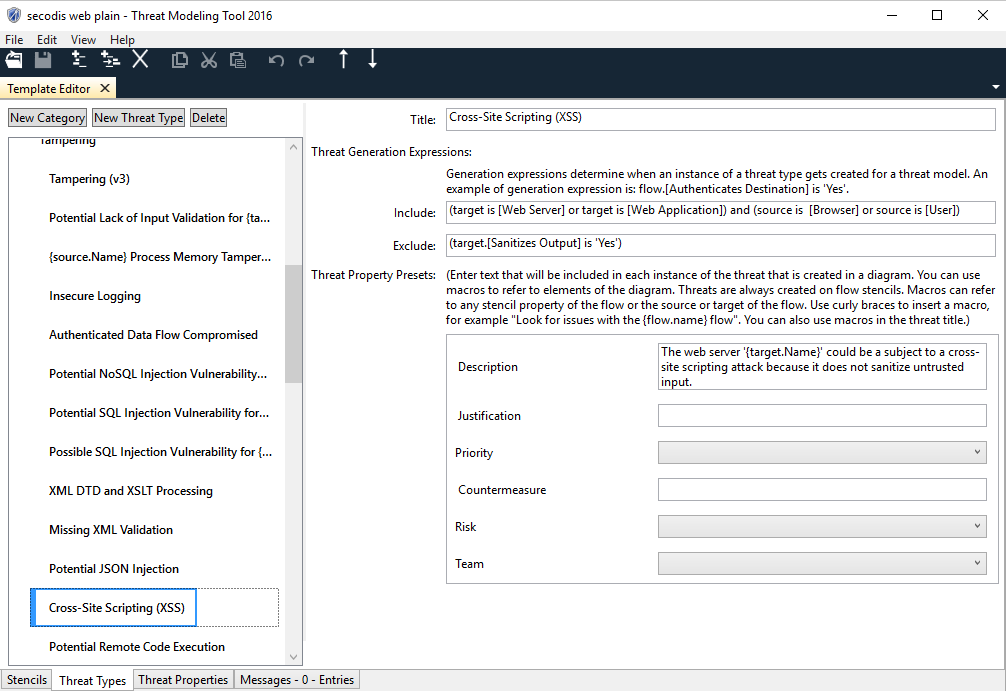 secodis web plain - Threat Modeling Tool 2016
File Edit View Help
Template Editor
New Category New Threat Type Delete
Tampering
Tampering (v3)
Potential Lack of Input Validation for {ta...
{source.Name} Process Memory Tamper...
Insecure Logging
Authenticated Data Flow Compromised
Potential NoSQL Injection Vulnerability...
Potential SQL Injection Vulnerability for...
Possible SQL Injection Vulnerability for {...
XML DTD and XSLT Processing
Missing XML Validation
Potential JSON Injection
Cross-Site Scripting (XSS)
Potential Remote Code Execution
Title: Cross-Site Scripting (XSS)
Threat Generation Expressions:
Generation expressions determine when an instance of a threat type gets created for a threat model. An
example of generation expression is: flow.[Authenticates Destination] is 'Yes'.
Include: (target is [Web Server] or target is [Web Application]) and (source is  [Browser] or source is [User])
Exclude: (target.[Sanitizes Output] is 'Yes')
Threat Property Presets: (Enter text that will be included in each instance of the threat that is created in a diagram. You can use
macros to refer to elements of the diagram. Threats are always created on flow stencils. Macros can refer
to any stencil property of the flow or the source or target of the flow. Use curly braces to insert a macro,
for example "Look for issues with the {flow.name} flow". You can also use macros in the threat title.)
Description The web server '{target.Name}' could be a subject to a cross-
site scripting attack because it does not sanitize untrusted
input.
Justification
Priority
Countermeasure
Risk
Team
Stencils Threat Types Threat Properties Messages - 0 - Entries